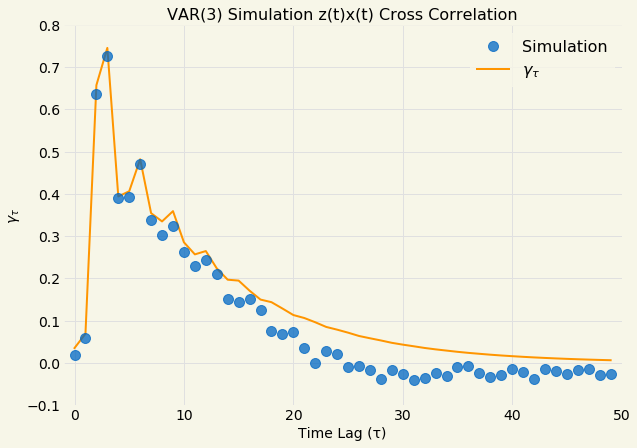 VAR(3) Simulation z(t)x(t) Cross Correlation
Simulation
γτ
γτ
0.8
0.7
0.6
0.5
0.4
0.3
0.2
0.1
0.0
−0.1
0 10 20 30 40 50
Time Lag (τ)